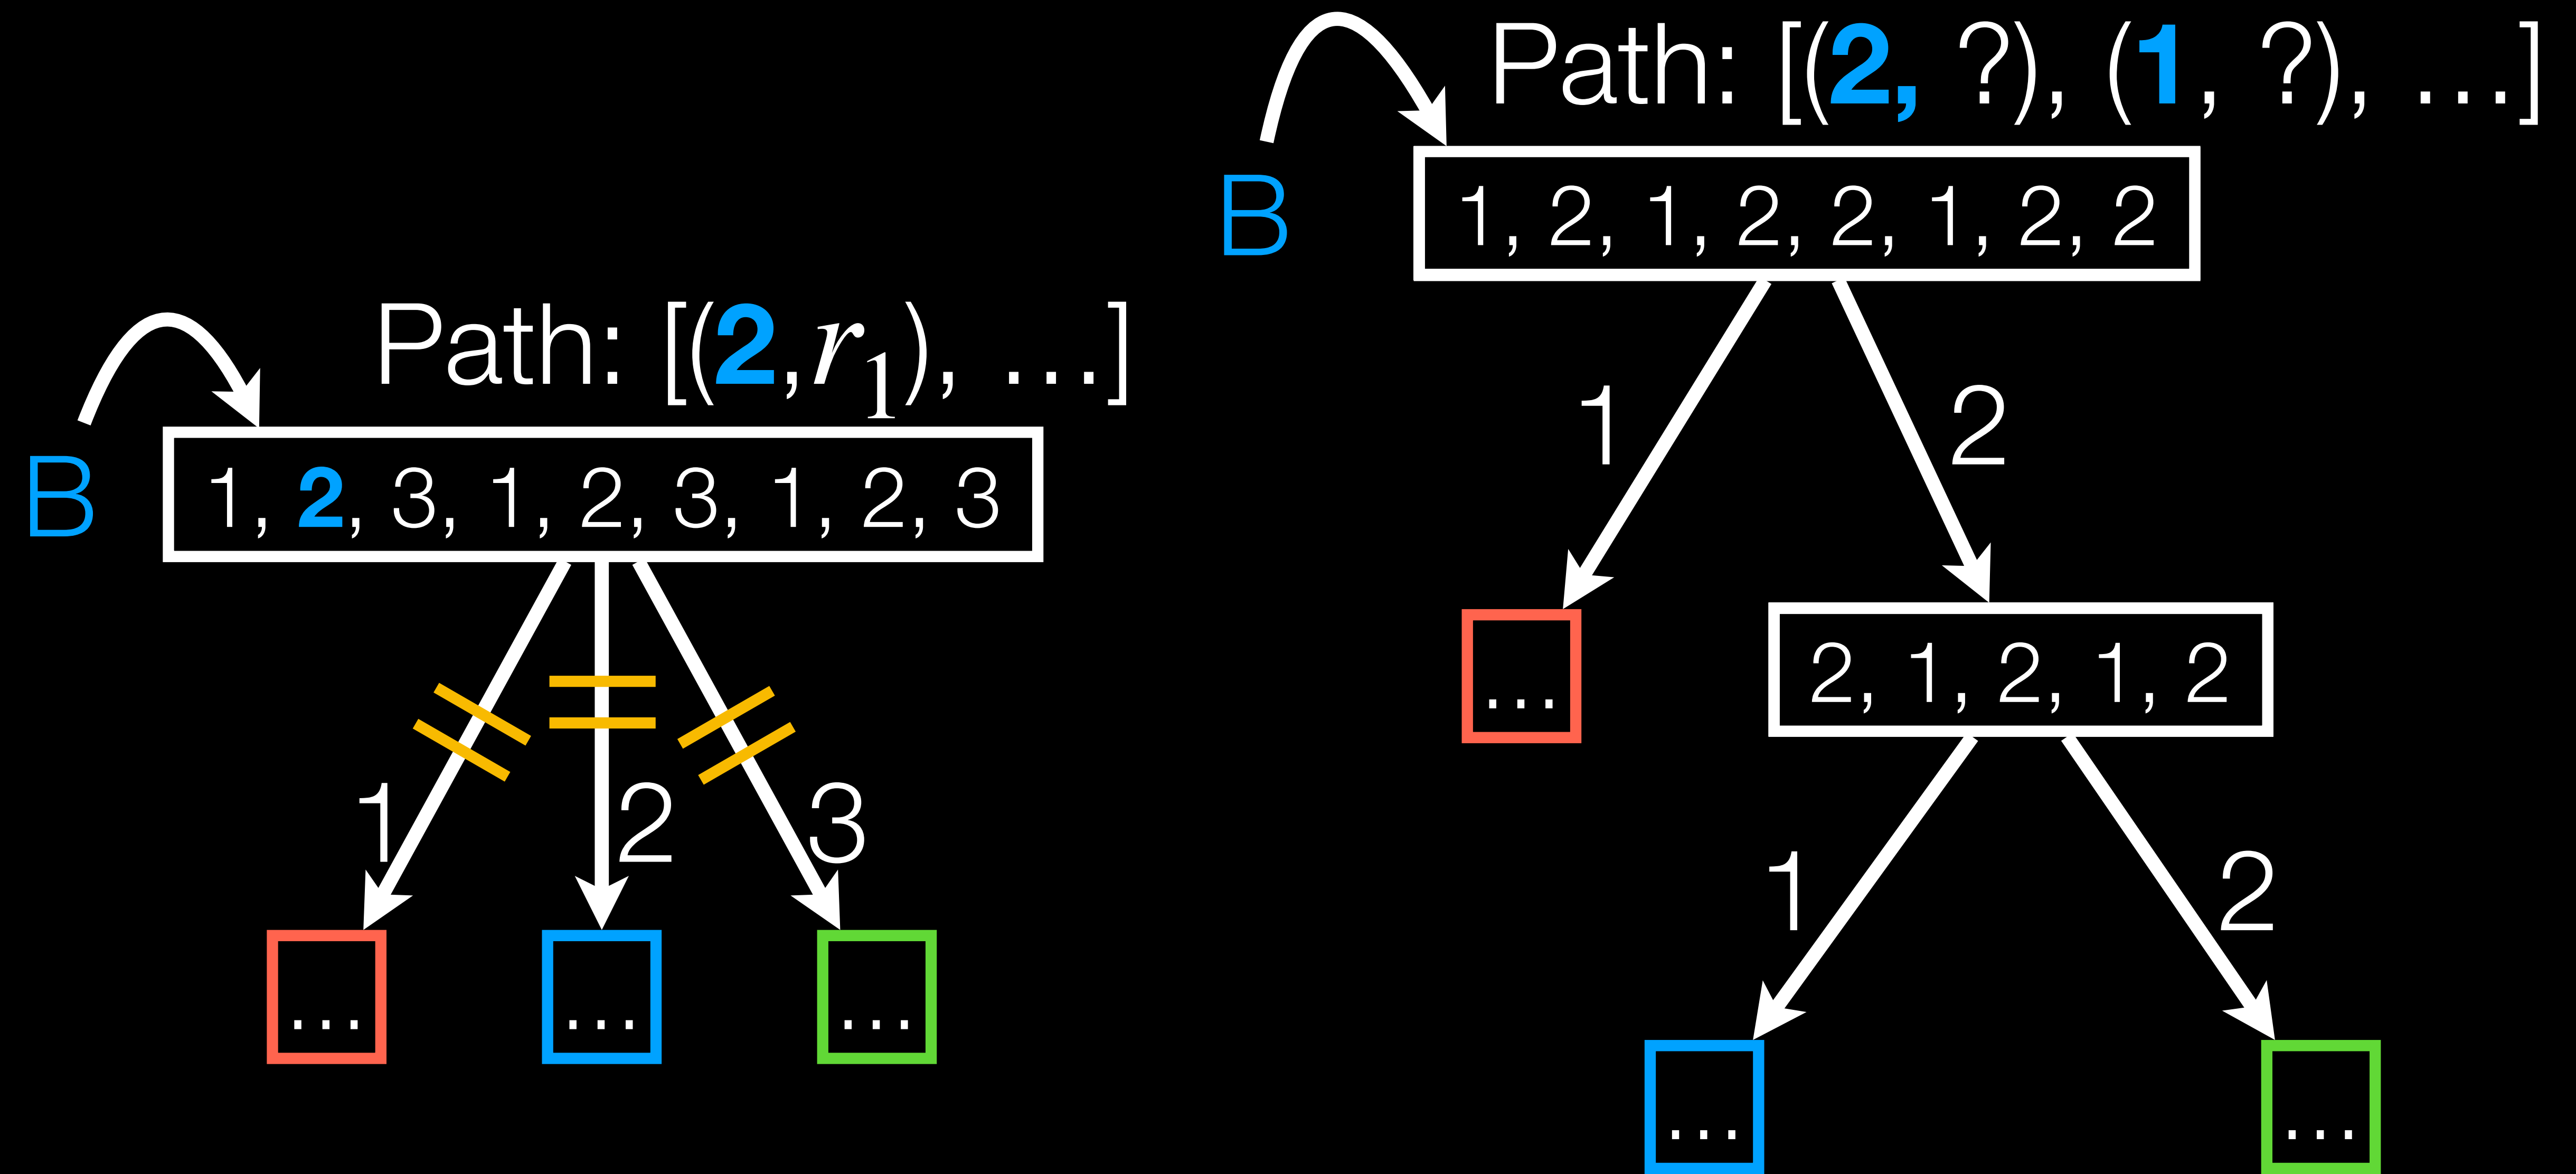 Path: [(2,r₁), …]
B
1, 2, 3, 1, 2, 3, 1, 2, 3
1
2
3
…
…
…
Path: [(2, ?), (1, ?), …]
B
1, 2, 1, 2, 2, 1, 2, 2
1
2
…
2, 1, 2, 1, 2
1
2
…
…